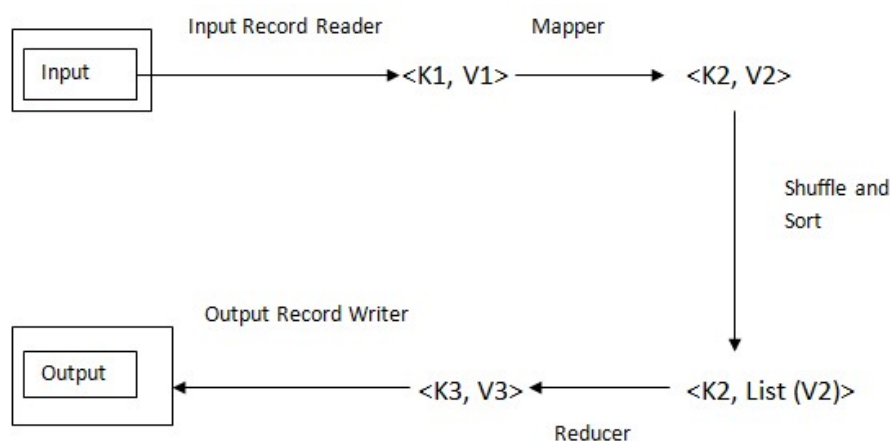 Input Record Reader
Mapper
Input
<K1, V1>
<K2, V2>
Shuffle and
Sort
Output Record Writer
Output
<K3, V3>
<K2, List (V2)>
Reducer